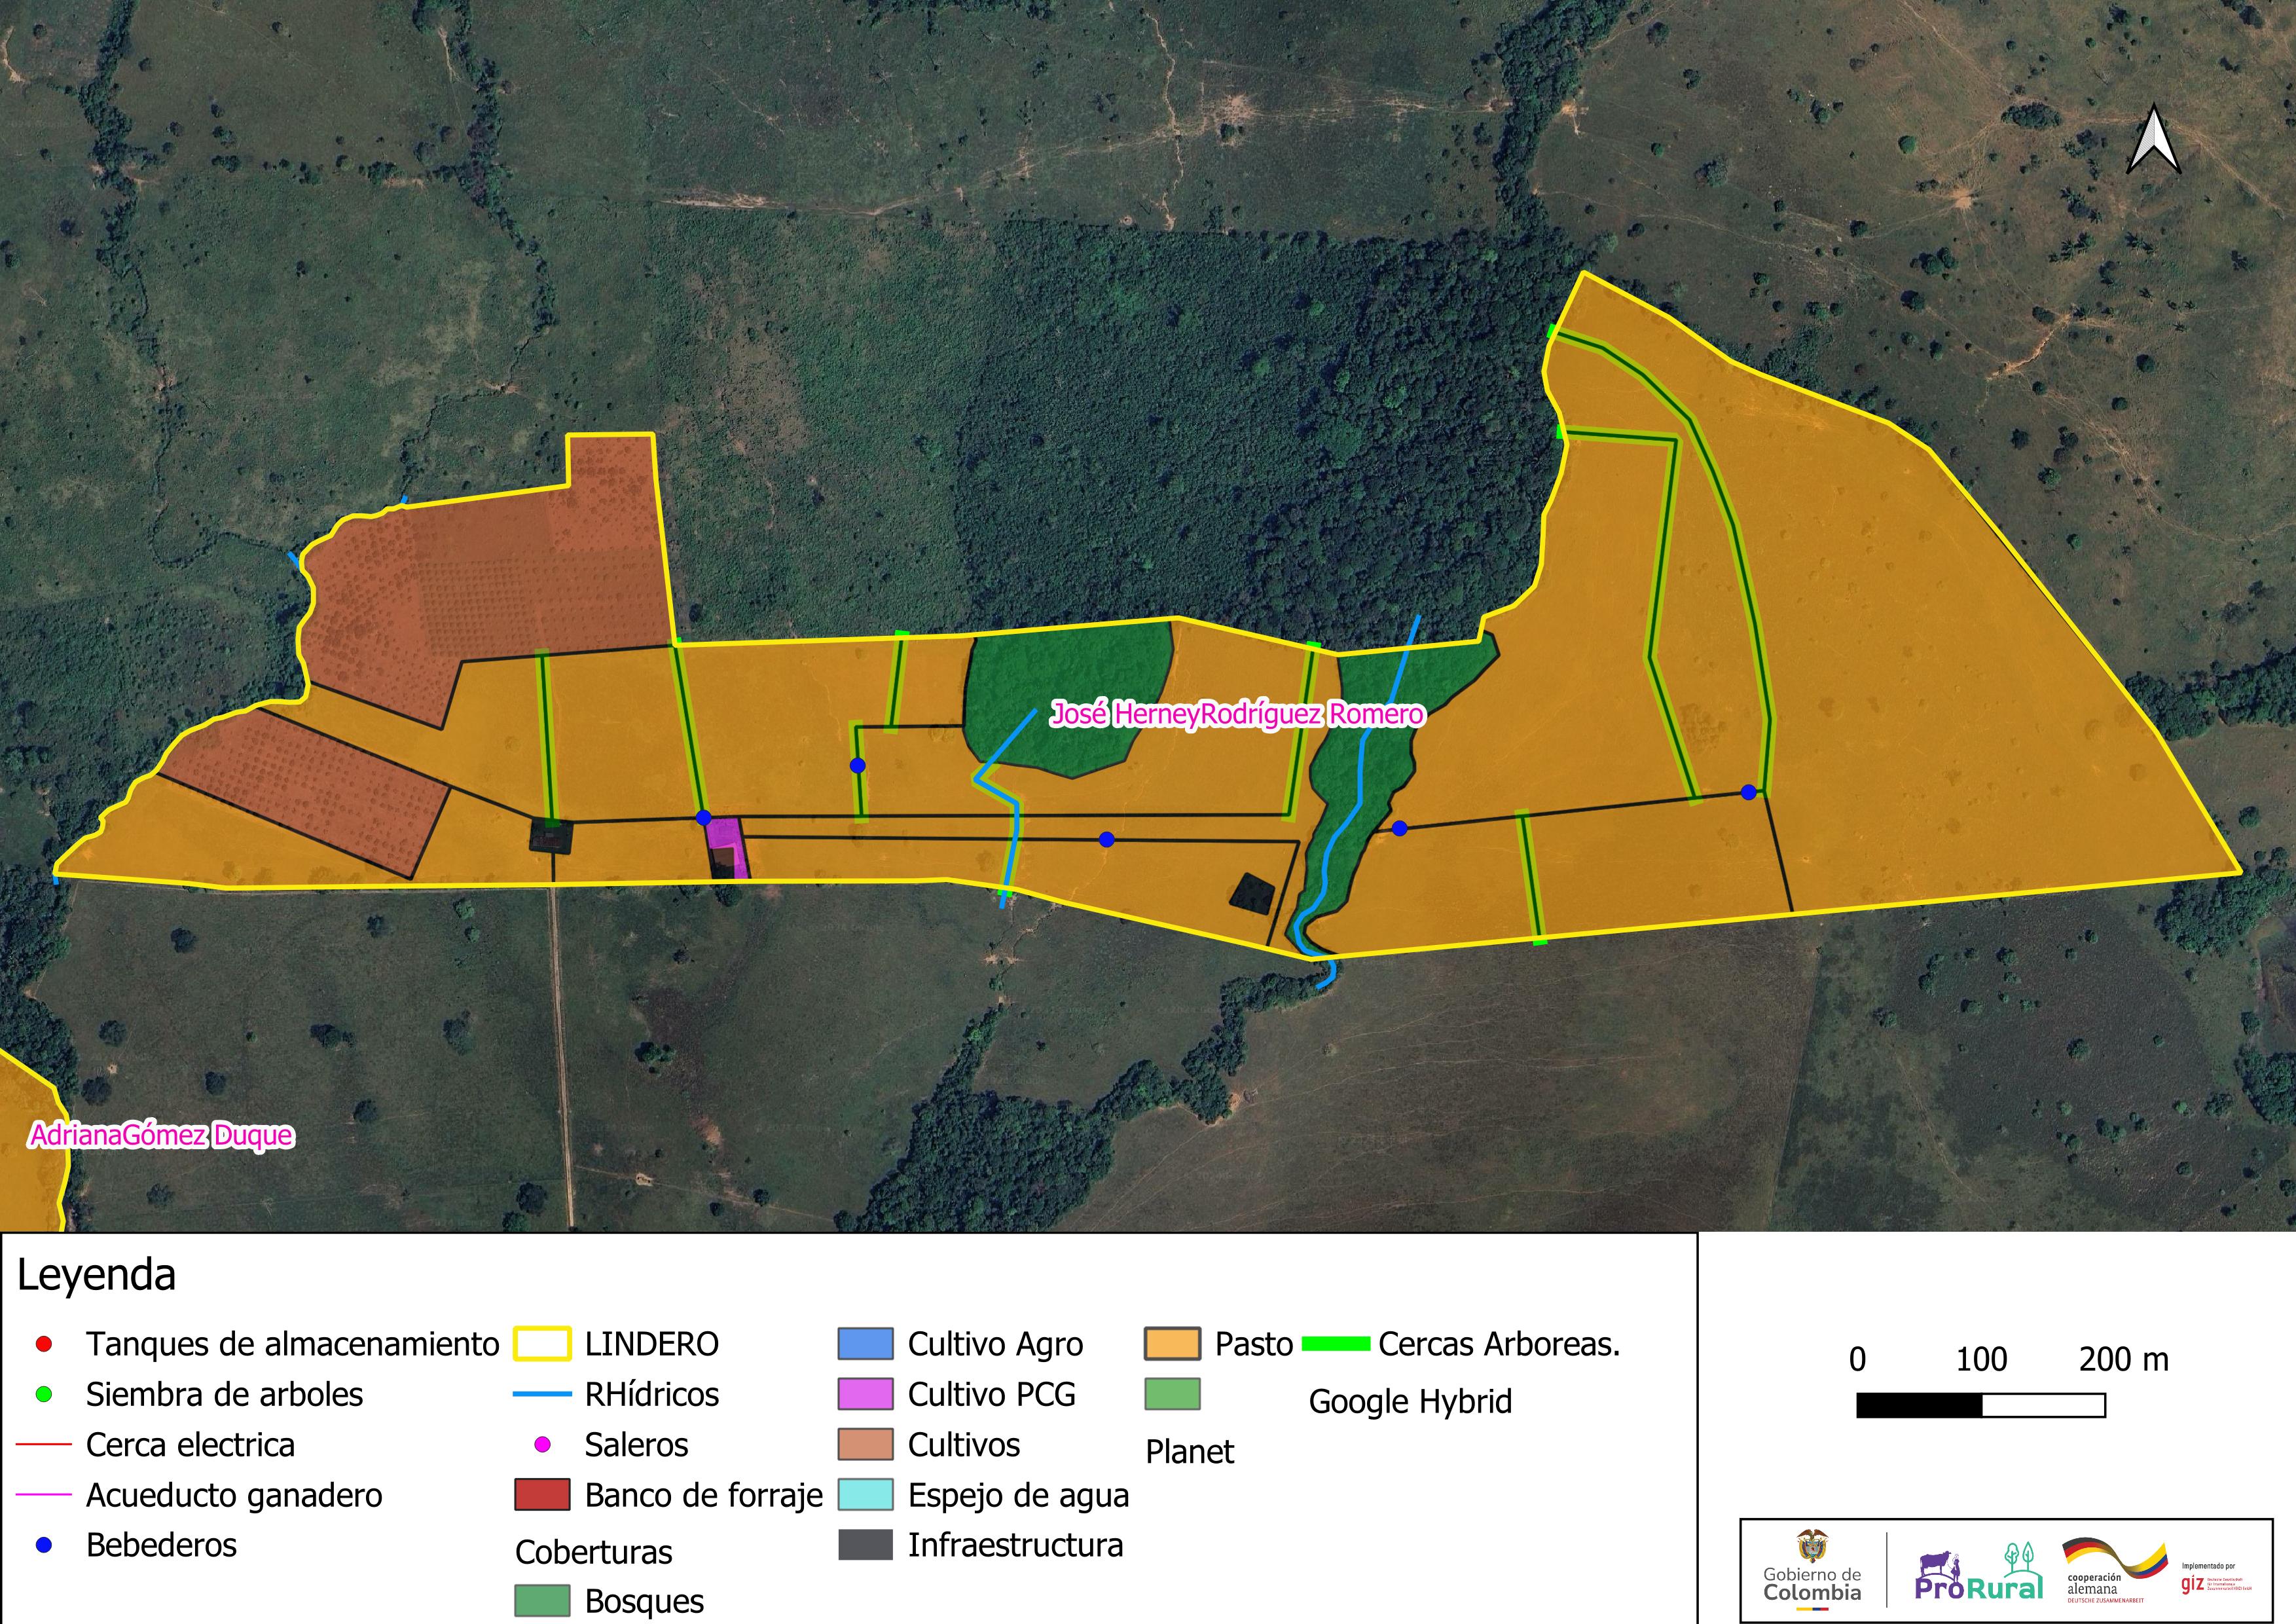 José HerneyRodríguez Romero
AdrianaGómez Duque
Leyenda
Tanques de almacenamiento
Siembra de arboles
Cerca electrica
Acueducto ganadero
Bebederos
LINDERO
RHídricos
Saleros
Banco de forraje
Coberturas
Bosques
Cultivo Agro
Cultivo PCG
Cultivos
Espejo de agua
Infraestructura
Pasto
Planet
Cercas Arboreas.
Google Hybrid
0 100 200 m
Gobierno de
Colombia
ProRural
cooperación
alemana
DEUTSCHE ZUSAMMENARBEIT
Implementado por
giz